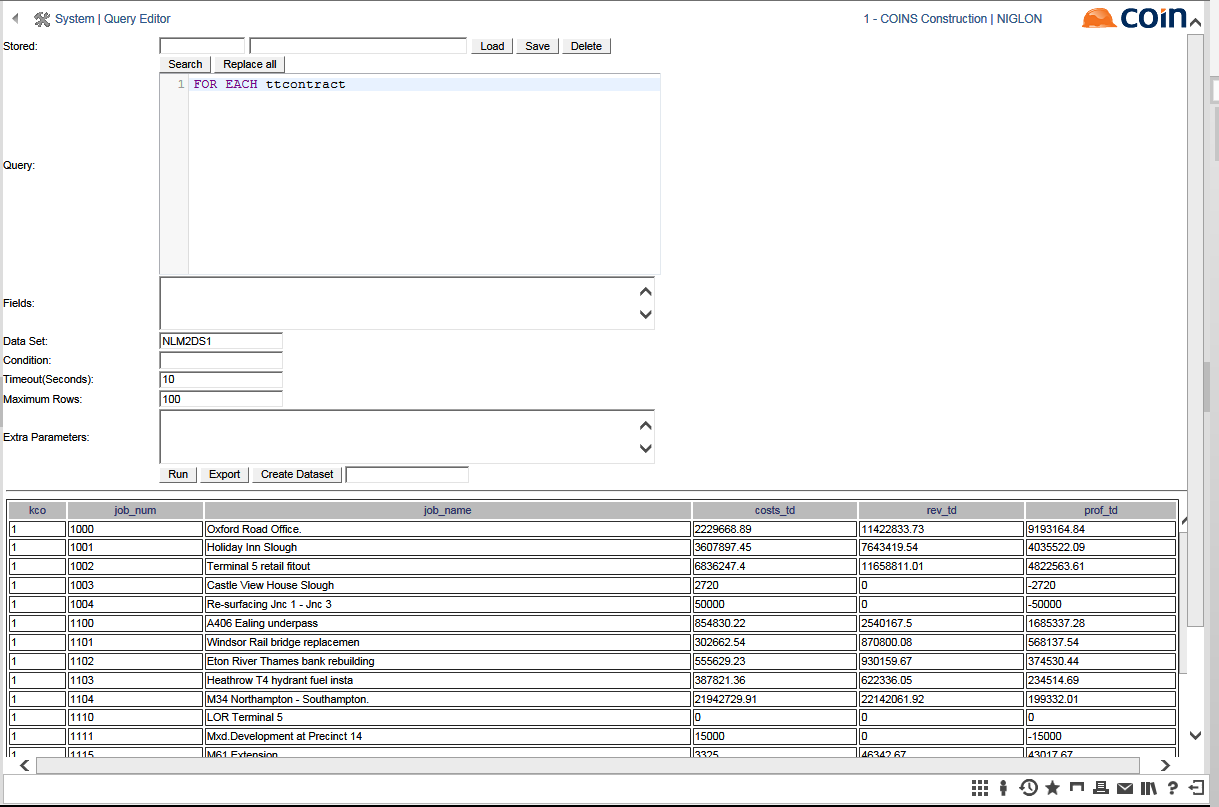 System | Query Editor
1 - COINS Construction | NIGLON
coin
Stored:
Load Save Delete
Search Replace all
1 FOR EACH ttcontract
Query:
Fields:
Data Set: NLM2DS1
Condition:
Timeout(Seconds): 10
Maximum Rows: 100
Extra Parameters:
Run Export Create Dataset
kco job_num job_name costs_td rev_td prof_td
1 1000 Oxford Road Office. 2229668.89 11422833.73 9193164.84
1 1001 Holiday Inn Slough 3607897.45 7643419.54 4035522.09
1 1002 Terminal 5 retail fitout 6836247.4 11658811.01 4822563.61
1 1003 Castle View House Slough 2720 0 -2720
1 1004 Re-surfacing Jnc 1 - Jnc 3 50000 0 -50000
1 1100 A406 Ealing underpass 854830.22 2540167.5 1685337.28
1 1101 Windsor Rail bridge replacemen 302662.54 870800.08 568137.54
1 1102 Eton River Thames bank rebuilding 555629.23 930159.67 374530.44
1 1103 Heathrow T4 hydrant fuel insta 387821.36 622336.05 234514.69
1 1104 M34 Northampton - Southampton. 21942729.91 22142061.92 199332.01
1 1110 LOR Terminal 5 0 0 0
1 1111 Mxd.Development at Precinct 14 15000 0 -15000
1 1115 M61 Extension 3325 46342.67 43017.67